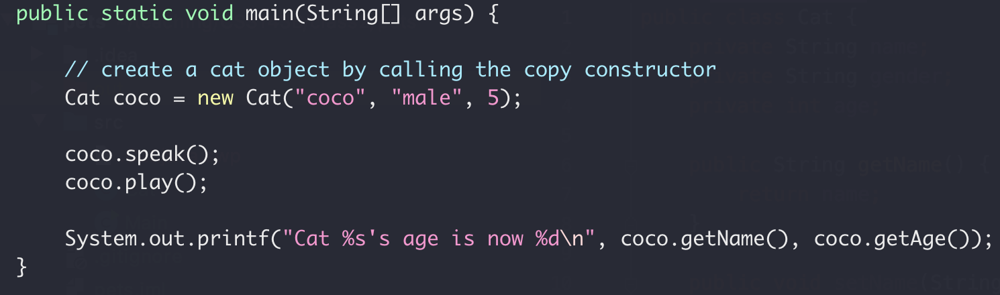 public static void main(String[] args) {
// create a cat object by calling the copy constructor
Cat coco = new Cat("coco", "male", 5);
coco.speak();
coco.play();
System.out.printf("Cat %s's age is now %d\n", coco.getName(), coco.getAge());
}